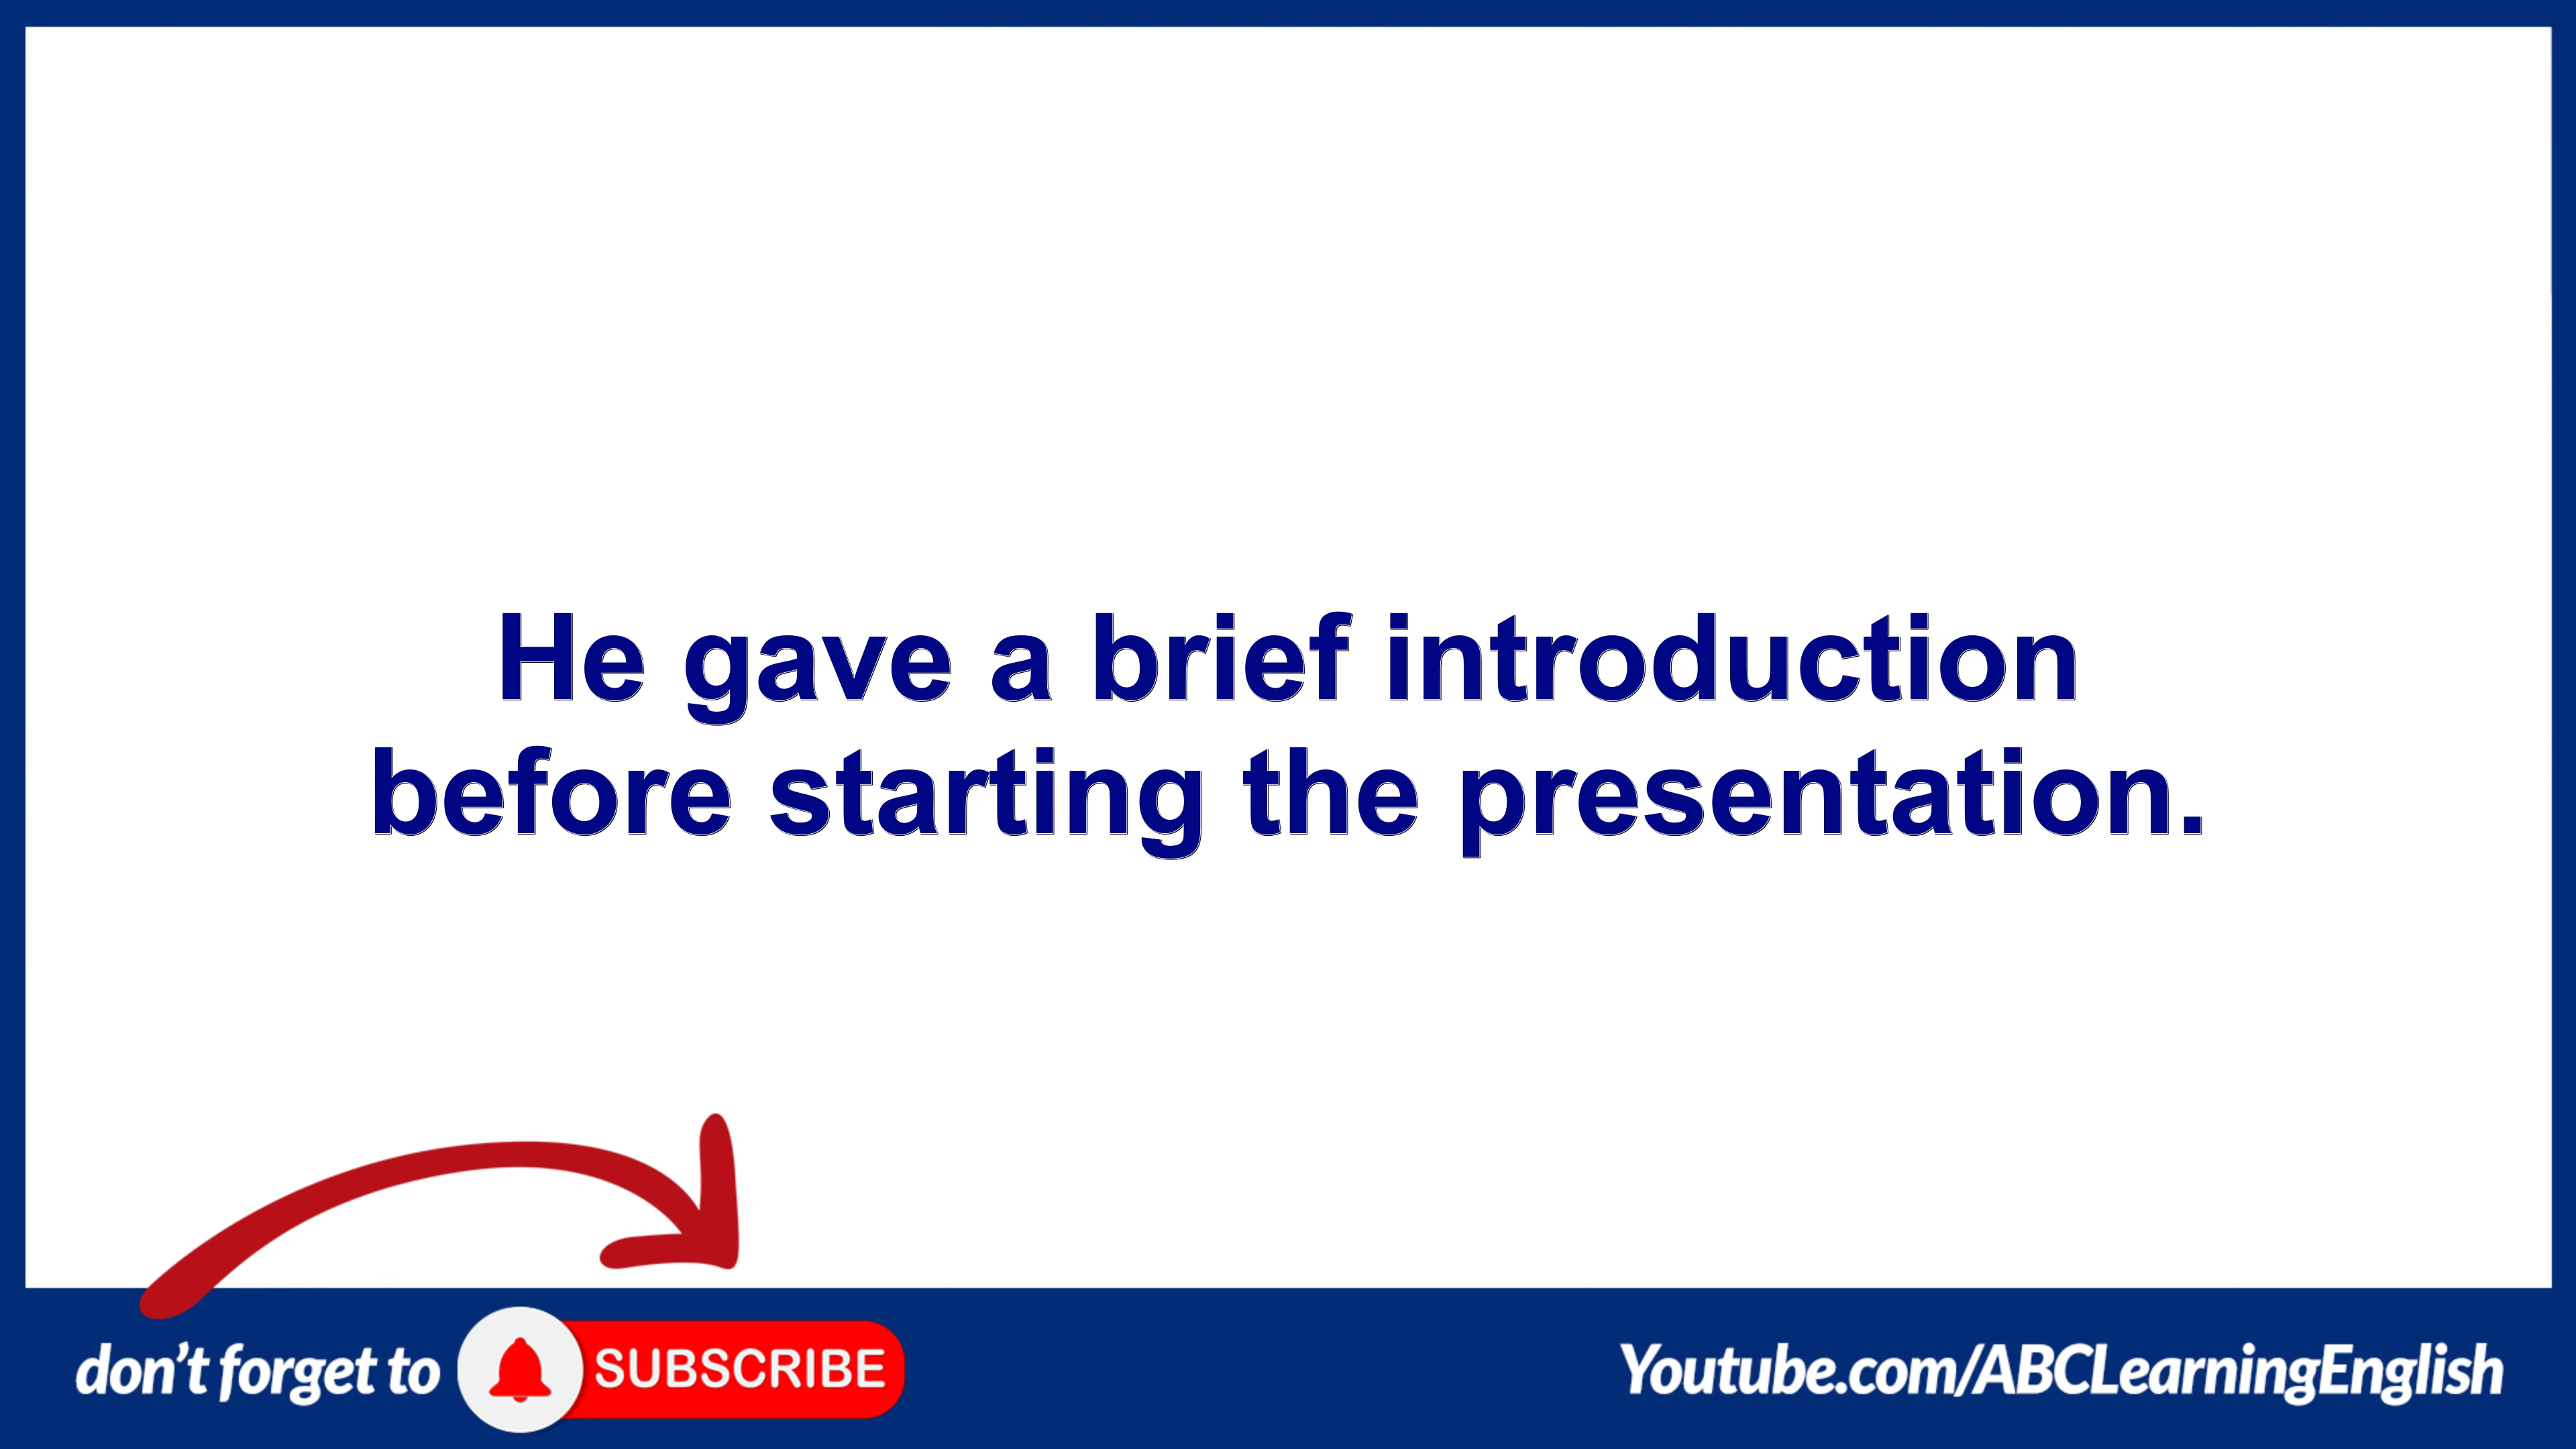 He gave a brief introduction
before starting the presentation.
don't forget to SUBSCRIBE
Youtube.com/ABCLearningEnglish